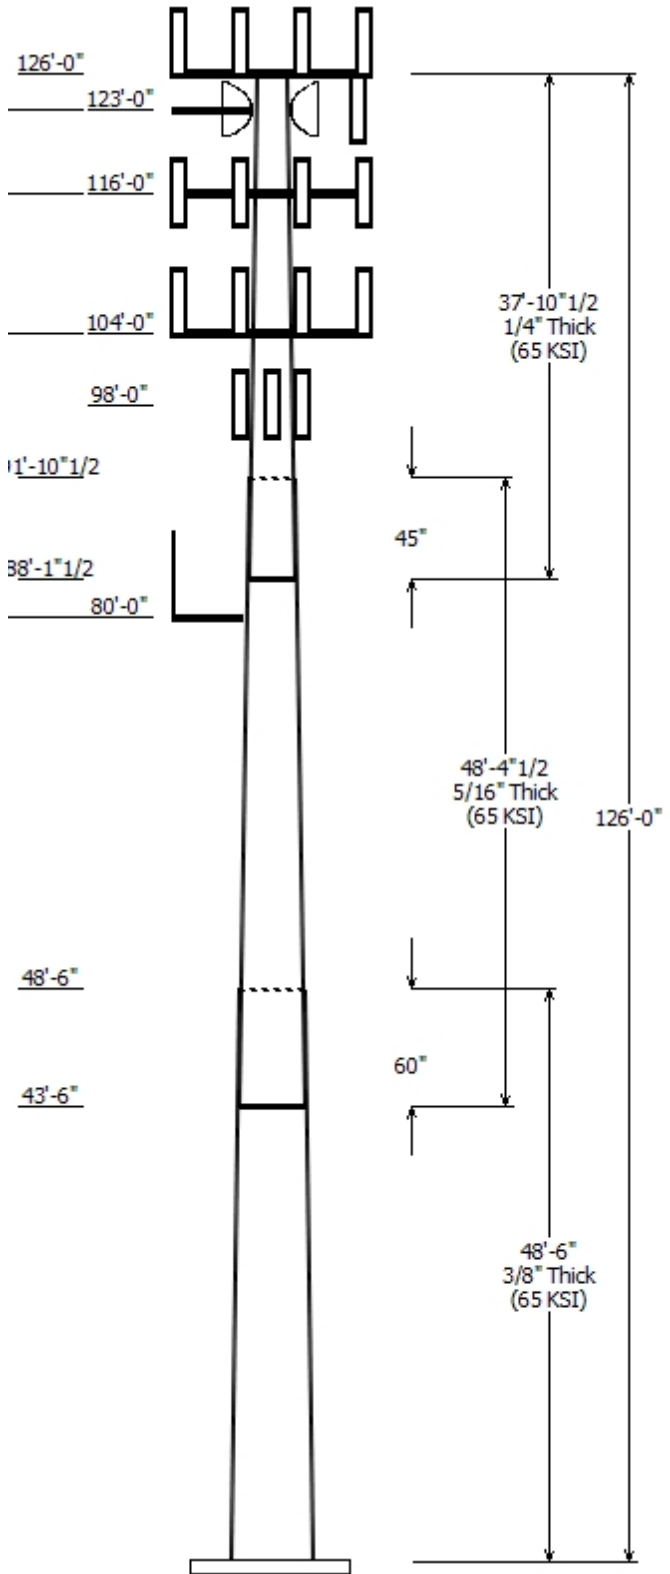 126'-0"
123'-0"
116'-0"
37'-10"1/2
1/4" Thick
(65 KSI)
104'-0"
98'-0"
1'-10"1/2
45"
88'-1"1/2
80'-0"
48'-4"1/2
5/16" Thick
(65 KSI)
126'-0"
48'-6"
60"
43'-6"
48'-6"
3/8" Thick
(65 KSI)